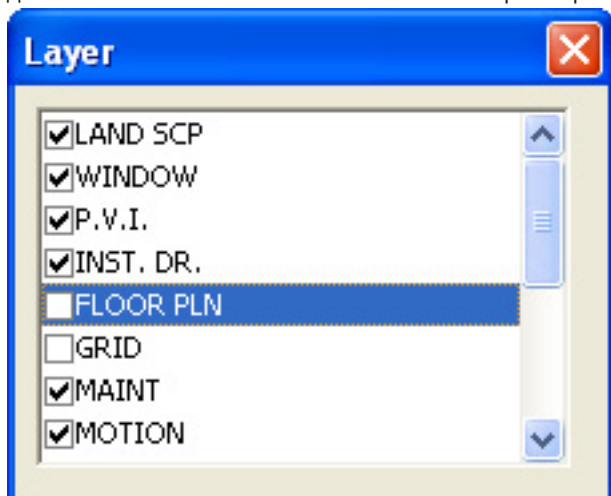 Layer
LAND SCP
WINDOW
P.V.I.
INST. DR.
FLOOR PLN
GRID
MAINT
MOTION